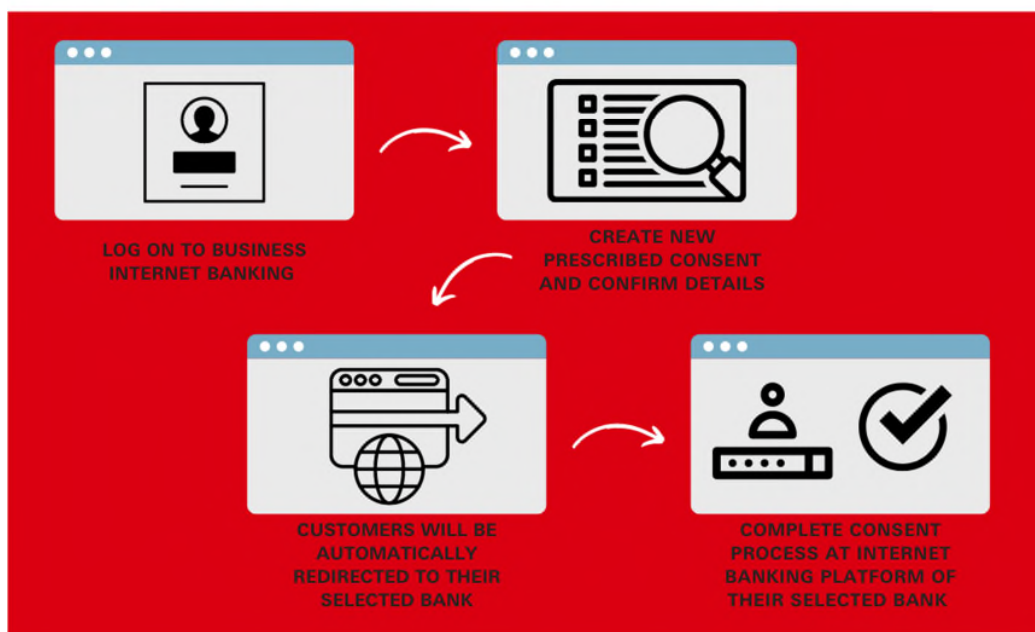 LOG ON TO BUSINESS
INTERNET BANKING
CREATE NEW
PRESCRIBED CONSENT
AND CONFIRM DETAILS
CUSTOMERS WILL BE
AUTOMATICALLY
REDIRECTED TO THEIR
SELECTED BANK
COMPLETE CONSENT
PROCESS AT INTERNET
BANKING PLATFORM OF
THEIR SELECTED BANK